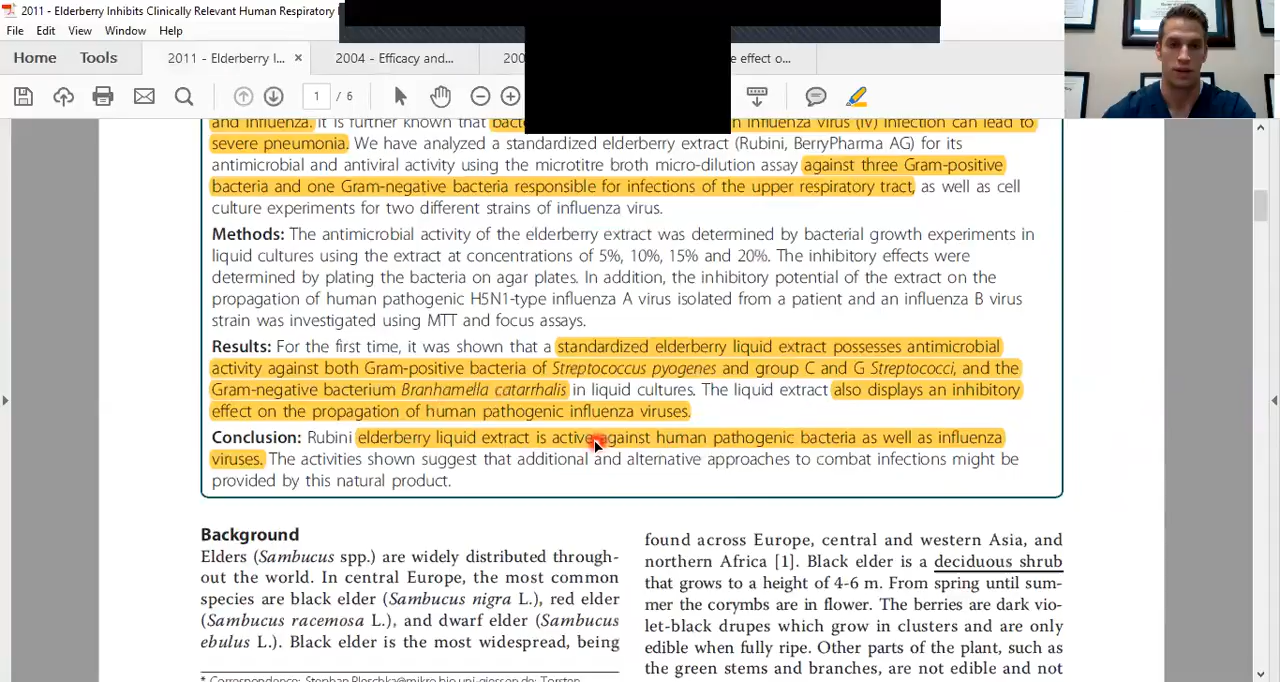 2011 - Elderberry Inhibits Clinically Relevant Human Respiratory
File Edit View Window Help
Home Tools 2011 - Elderberry I... × 2004 - Efficacy and... 200 e effect o...
1 / 6
and Influenza. It is further known that influenza virus (IV) infection can lead to
severe pneumonia. We have analyzed a standardized elderberry extract (Rubini, BerryPharma AG) for its
antimicrobial and antiviral activity using the microtitre broth micro-dilution assay against three Gram-positive
bacteria and one Gram-negative bacteria responsible for infections of the upper respiratory tract, as well as cell
culture experiments for two different strains of influenza virus.
Methods: The antimicrobial activity of the elderberry extract was determined by bacterial growth experiments in
liquid cultures using the extract at concentrations of 5%, 10%, 15% and 20%. The inhibitory effects were
determined by plating the bacteria on agar plates. In addition, the inhibitory potential of the extract on the
propagation of human pathogenic H5N1-type influenza A virus isolated from a patient and an influenza B virus
strain was investigated using MTT and focus assays.
Results: For the first time, it was shown that a standardized elderberry liquid extract possesses antimicrobial
activity against both Gram-positive bacteria of Streptococcus pyogenes and group C and G Streptococci, and the
Gram-negative bacterium Branhamella catarrhalis in liquid cultures. The liquid extract also displays an inhibitory
effect on the propagation of human pathogenic influenza viruses.
Conclusion: Rubini elderberry liquid extract is active against human pathogenic bacteria as well as influenza
viruses. The activities shown suggest that additional and alternative approaches to combat infections might be
provided by this natural product.
Background
Elders (Sambucus spp.) are widely distributed through-
out the world. In central Europe, the most common
species are black elder (Sambucus nigra L.), red elder
(Sambucus racemosa L.), and dwarf elder (Sambucus
ebulus L.). Black elder is the most widespread, being
* Correspondence:
found across Europe, central and western Asia, and
northern Africa [1]. Black elder is a deciduous shrub
that grows to a height of 4-6 m. From spring until sum-
mer the corymbs are in flower. The berries are dark vio-
let-black drupes which grow in clusters and are only
edible when fully ripe. Other parts of the plant, such as
the green stems and branches, are not edible and not